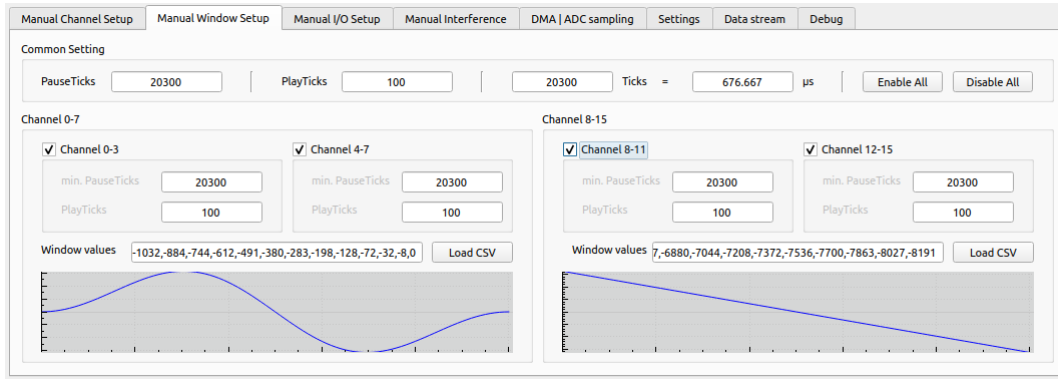 Manual Channel Setup Manual Window Setup Manual I/O Setup Manual Interference DMA | ADC sampling Settings Data stream Debug
Common Setting
PauseTicks 20300 PlayTicks 100 20300 Ticks = 676.667 µs Enable All Disable All
Channel 0-7 Channel 8-15
Channel 0-3 Channel 4-7 Channel 8-11 Channel 12-15
min. PauseTicks 20300 min. PauseTicks 20300 min. PauseTicks 20300 min. PauseTicks 20300
PlayTicks 100 PlayTicks 100 PlayTicks 100 PlayTicks 100
Window values -1032,-884,-744,-612,-491,-380,-283,-198,-128,-72,-32,-8,0 Load CSV Window values 7,-6880,-7044,-7208,-7372,-7536,-7700,-7863,-8027,-8191 Load CSV